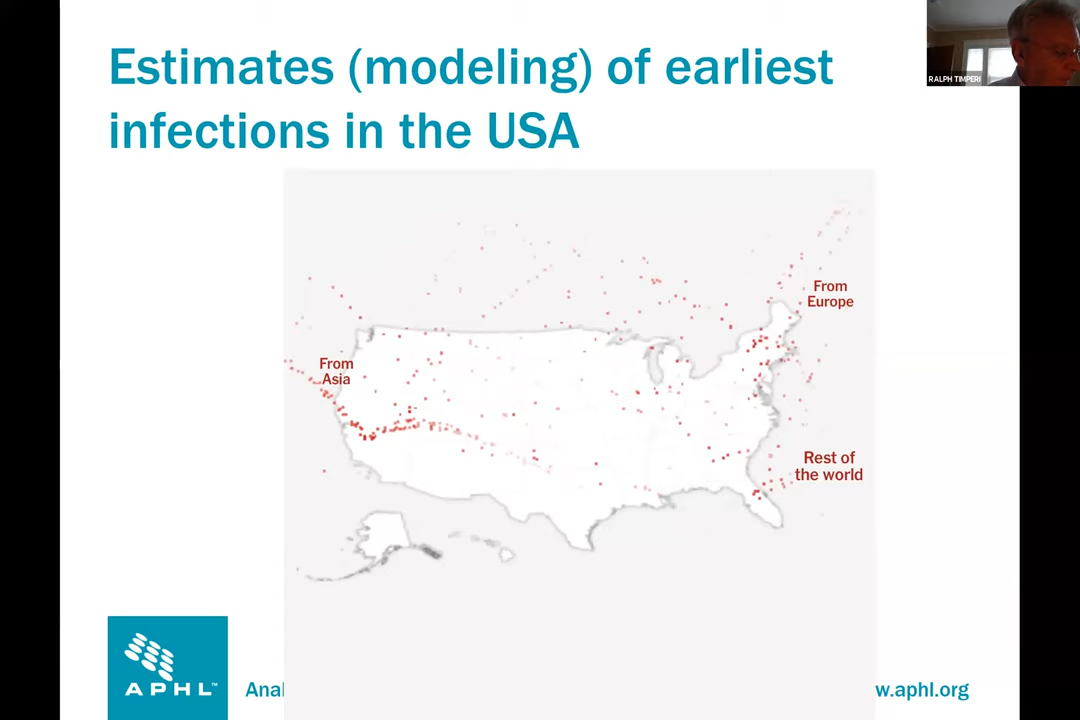 Estimates (modeling) of earliest
infections in the USA
RALPH TIMPERI
From
Europe
From
Asia
Rest of
the world
APHL™
Anal
w.aphl.org